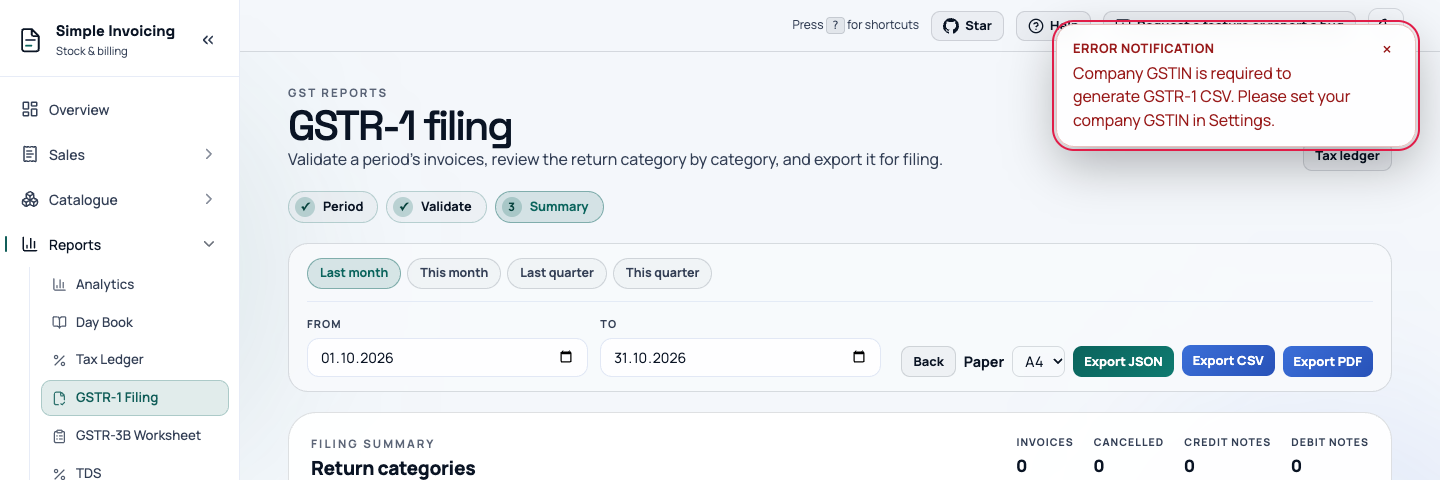 Simple Invoicing
Stock & billing
Overview
Sales
Catalogue
Reports
Analytics
Day Book
Tax Ledger
GSTR-1 Filing
GSTR-3B Worksheet
TDS
Press ? for shortcuts
Star
ERROR NOTIFICATION
×
Company GSTIN is required to
generate GSTR-1 CSV. Please set your
company GSTIN in Settings.
GST REPORTS
GSTR-1 filing
Validate a period's invoices, review the return category by category, and export it for filing.
Tax ledger
✓ Period
✓ Validate
3 Summary
Last month
This month
Last quarter
This quarter
FROM
TO
01.10.2026
31.10.2026
Back
Paper
A4
Export JSON
Export CSV
Export PDF
FILING SUMMARY
Return categories
INVOICES
CANCELLED
CREDIT NOTES
DEBIT NOTES
0
0
0
0